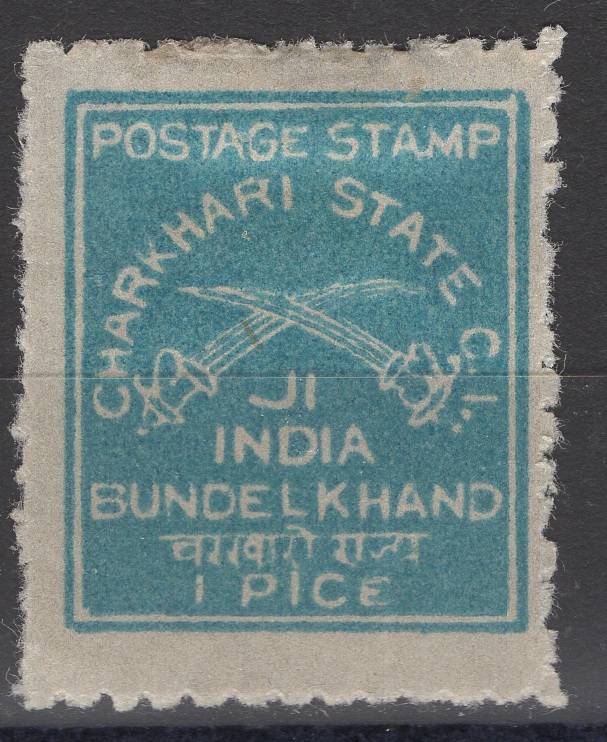 POSTAGE STAMP
CHARKHARI STATE C.I.
JI
INDIA
BUNDELKHAND
चरखारी राज्य
1 PICE